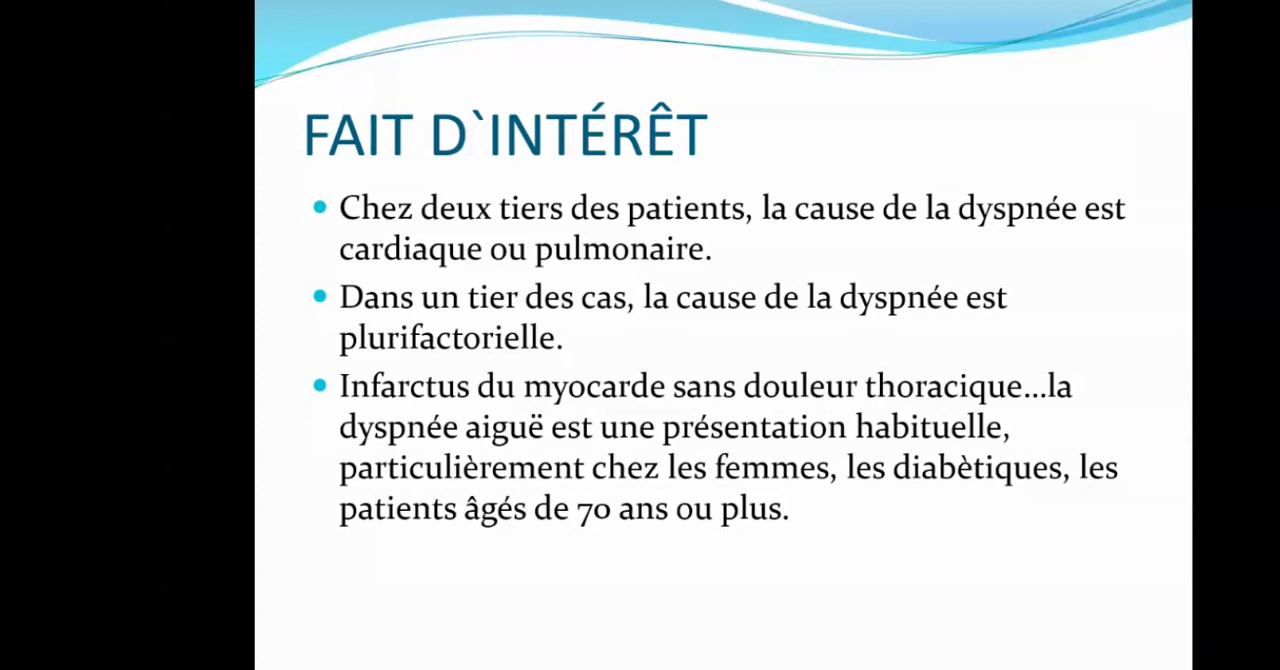 FAIT D`INTÉRÊT
• Chez deux tiers des patients, la cause de la dyspnée est
cardiaque ou pulmonaire.
• Dans un tier des cas, la cause de la dyspnée est
plurifactorielle.
• Infarctus du myocarde sans douleur thoracique...la
dyspnée aiguë est une présentation habituelle,
particulièrement chez les femmes, les diabètiques, les
patients âgés de 70 ans ou plus.